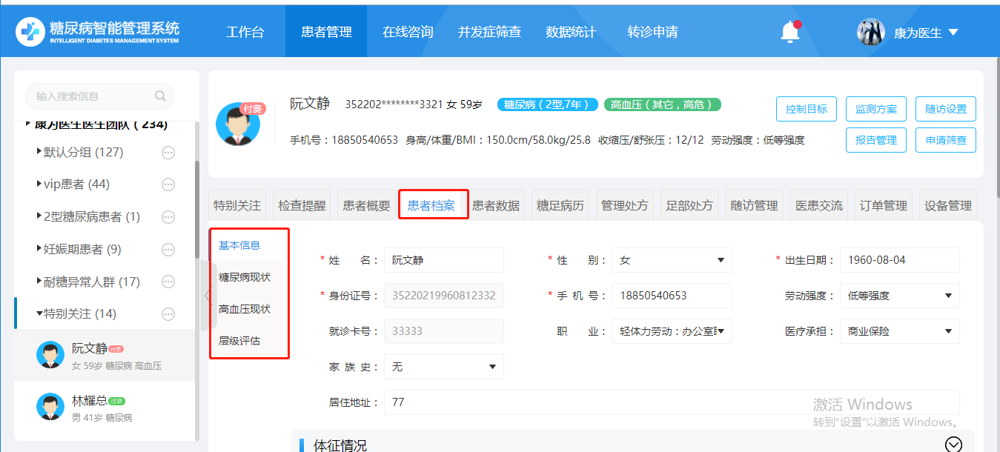 糖尿病智能管理系统
INTELLIGENT DIABETES MANAGEMENT SYSTEM
工作台 患者管理 在线咨询 并发症筛查 数据统计 转诊申请
康为医生
输入搜索信息
康为医生医生团队 ( 234)
默认分组 (127)
vip患者 (44)
2型糖尿病患者 (1)
妊娠期患者 (9)
耐糖异常人群 (17)
特别关注 (14)
阮文静 付费
女 59岁 糖尿病 高血压
林耀总 过期
男 41岁 糖尿病
付费
阮文静 352202********3321 女 59岁 糖尿病（2型,7年） 高血压（其它，高危）
手机号：18850540653 身高/体重/BMI：150.0cm/58.0kg/25.8 收缩压/舒张压：12/12 劳动强度：低等强度
控制目标 监测方案 随访设置
报告管理 申请筛查
特别关注 检查提醒 患者概要 患者档案 患者数据 糖足病历 管理处方 足部处方 随访管理 医患交流 订单管理 设备管理
基本信息
糖尿病现状
高血压现状
层级评估
* 姓 名： 阮文静 * 性 别： 女 * 出生日期： 1960-08-04
* 身份证号： 35220219960812332 * 手 机 号： 18850540653 劳动强度： 低等强度
就诊卡号： 33333 职 业： 轻体力劳动：办公室 医疗承担： 商业保险
家 族 史： 无
居住地址： 77
激活 Windows
转到"设置"以激活 Windows。
体征情况